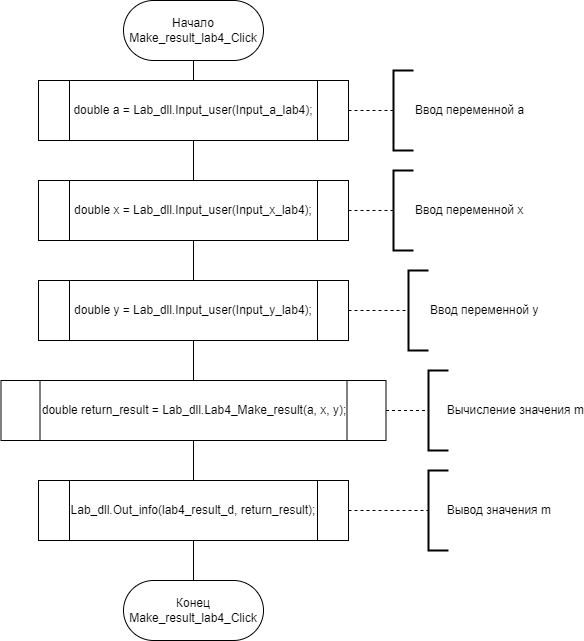 Начало
Make_result_lab4_Click
double a = Lab_dll.Input_user(Input_a_lab4);
Ввод переменной a
double x = Lab_dll.Input_user(Input_x_lab4);
Ввод переменной x
double y = Lab_dll.Input_user(Input_y_lab4);
Ввод переменной y
double return_result = Lab_dll.Lab4_Make_result(a, x, y);
Вычисление значения m
Lab_dll.Out_info(lab4_result_d, return_result);
Вывод значения m
Конец
Make_result_lab4_Click